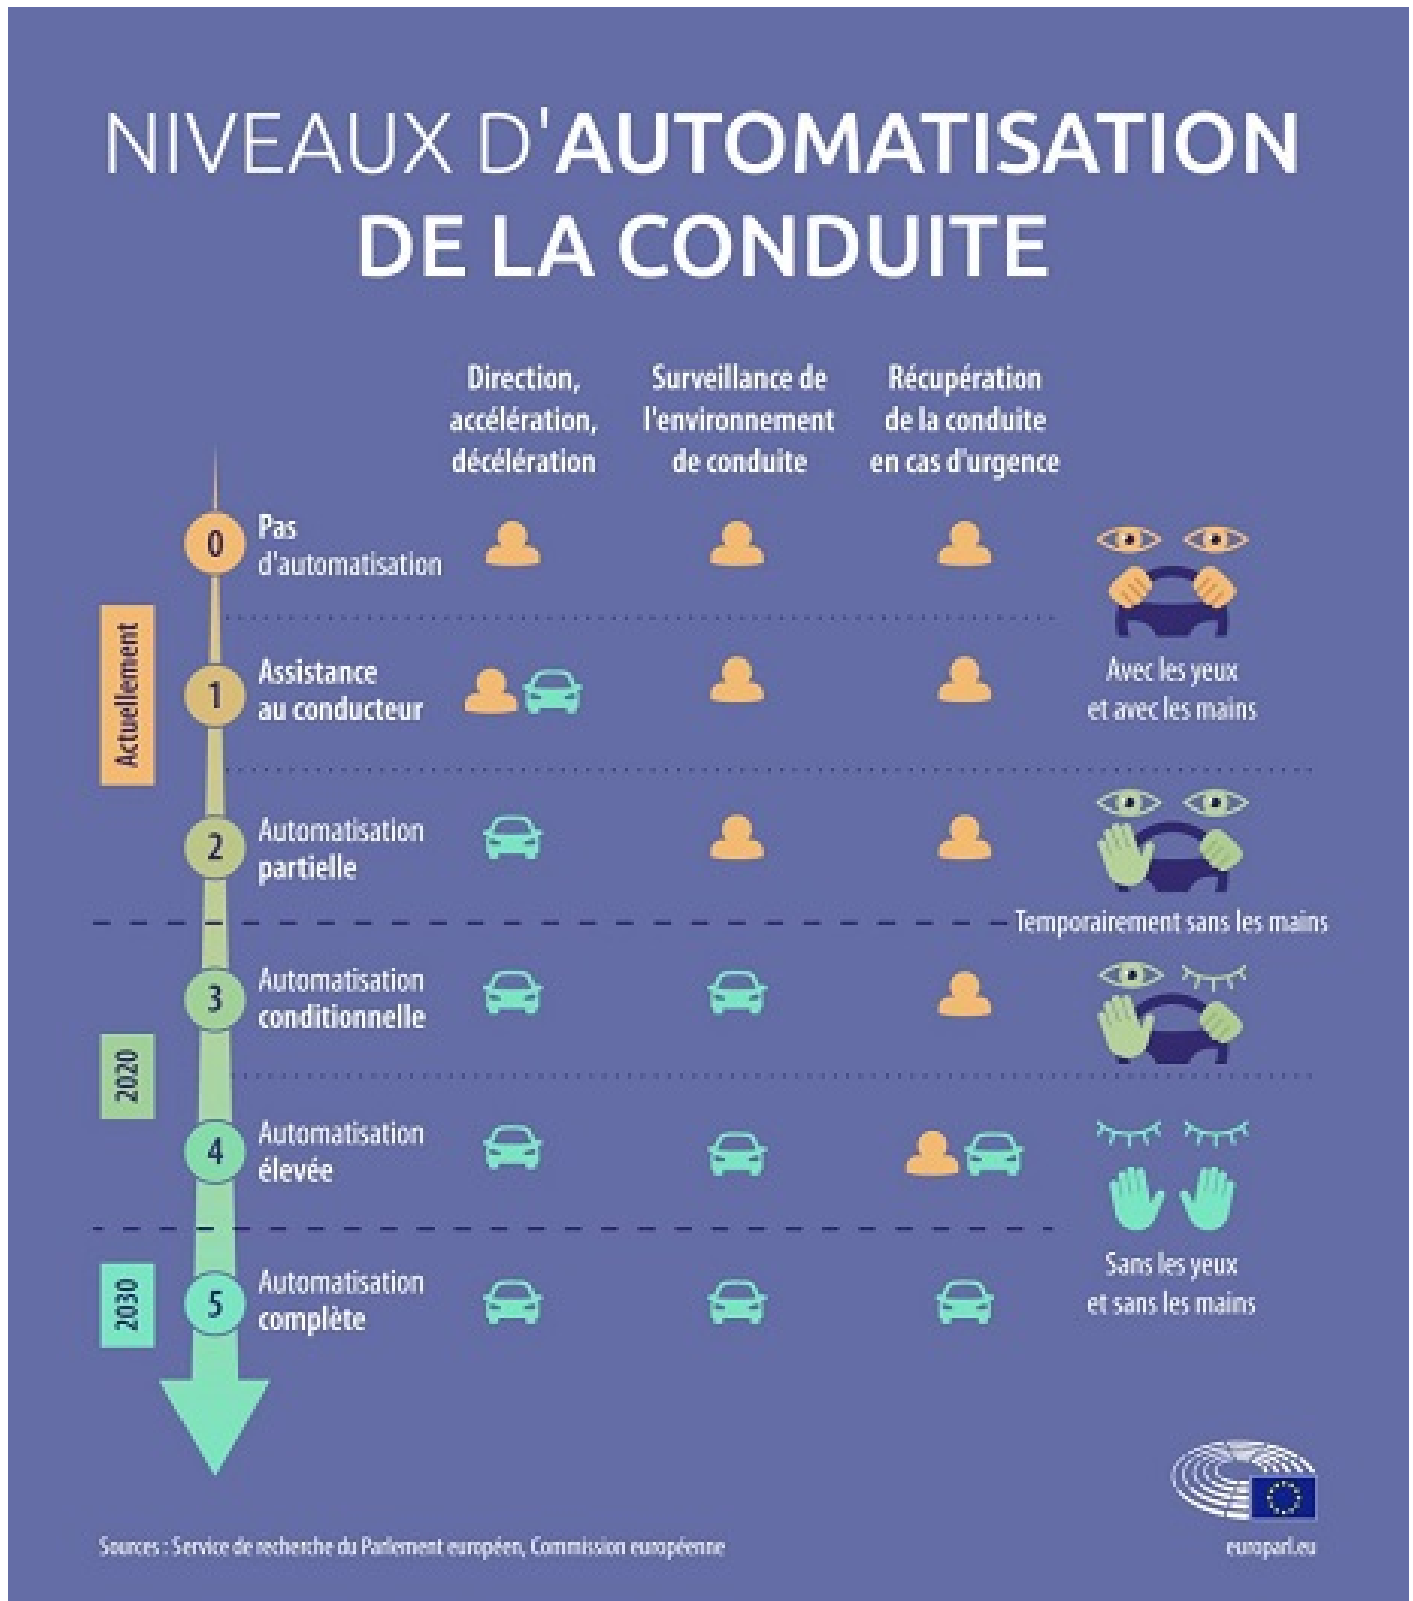 NIVEAUX D'AUTOMATISATION
DE LA CONDUITE
Direction,
accélération,
décélération
Surveillance de
l'environnement
de conduite
Récupération
de la conduite
en cas d'urgence
0
Pas
d'automatisation
Actuellement
1
Assistance
au conducteur
Avec les yeux
et avec les mains
2
Automatisation
partielle
Temporairement sans les mains
3
Automatisation
conditionnelle
2020
4
Automatisation
élevée
Sans les yeux
et sans les mains
2030
5
Automatisation
complète
Sources : Service de recherche du Parlement européen, Commission européenne
europarl.eu